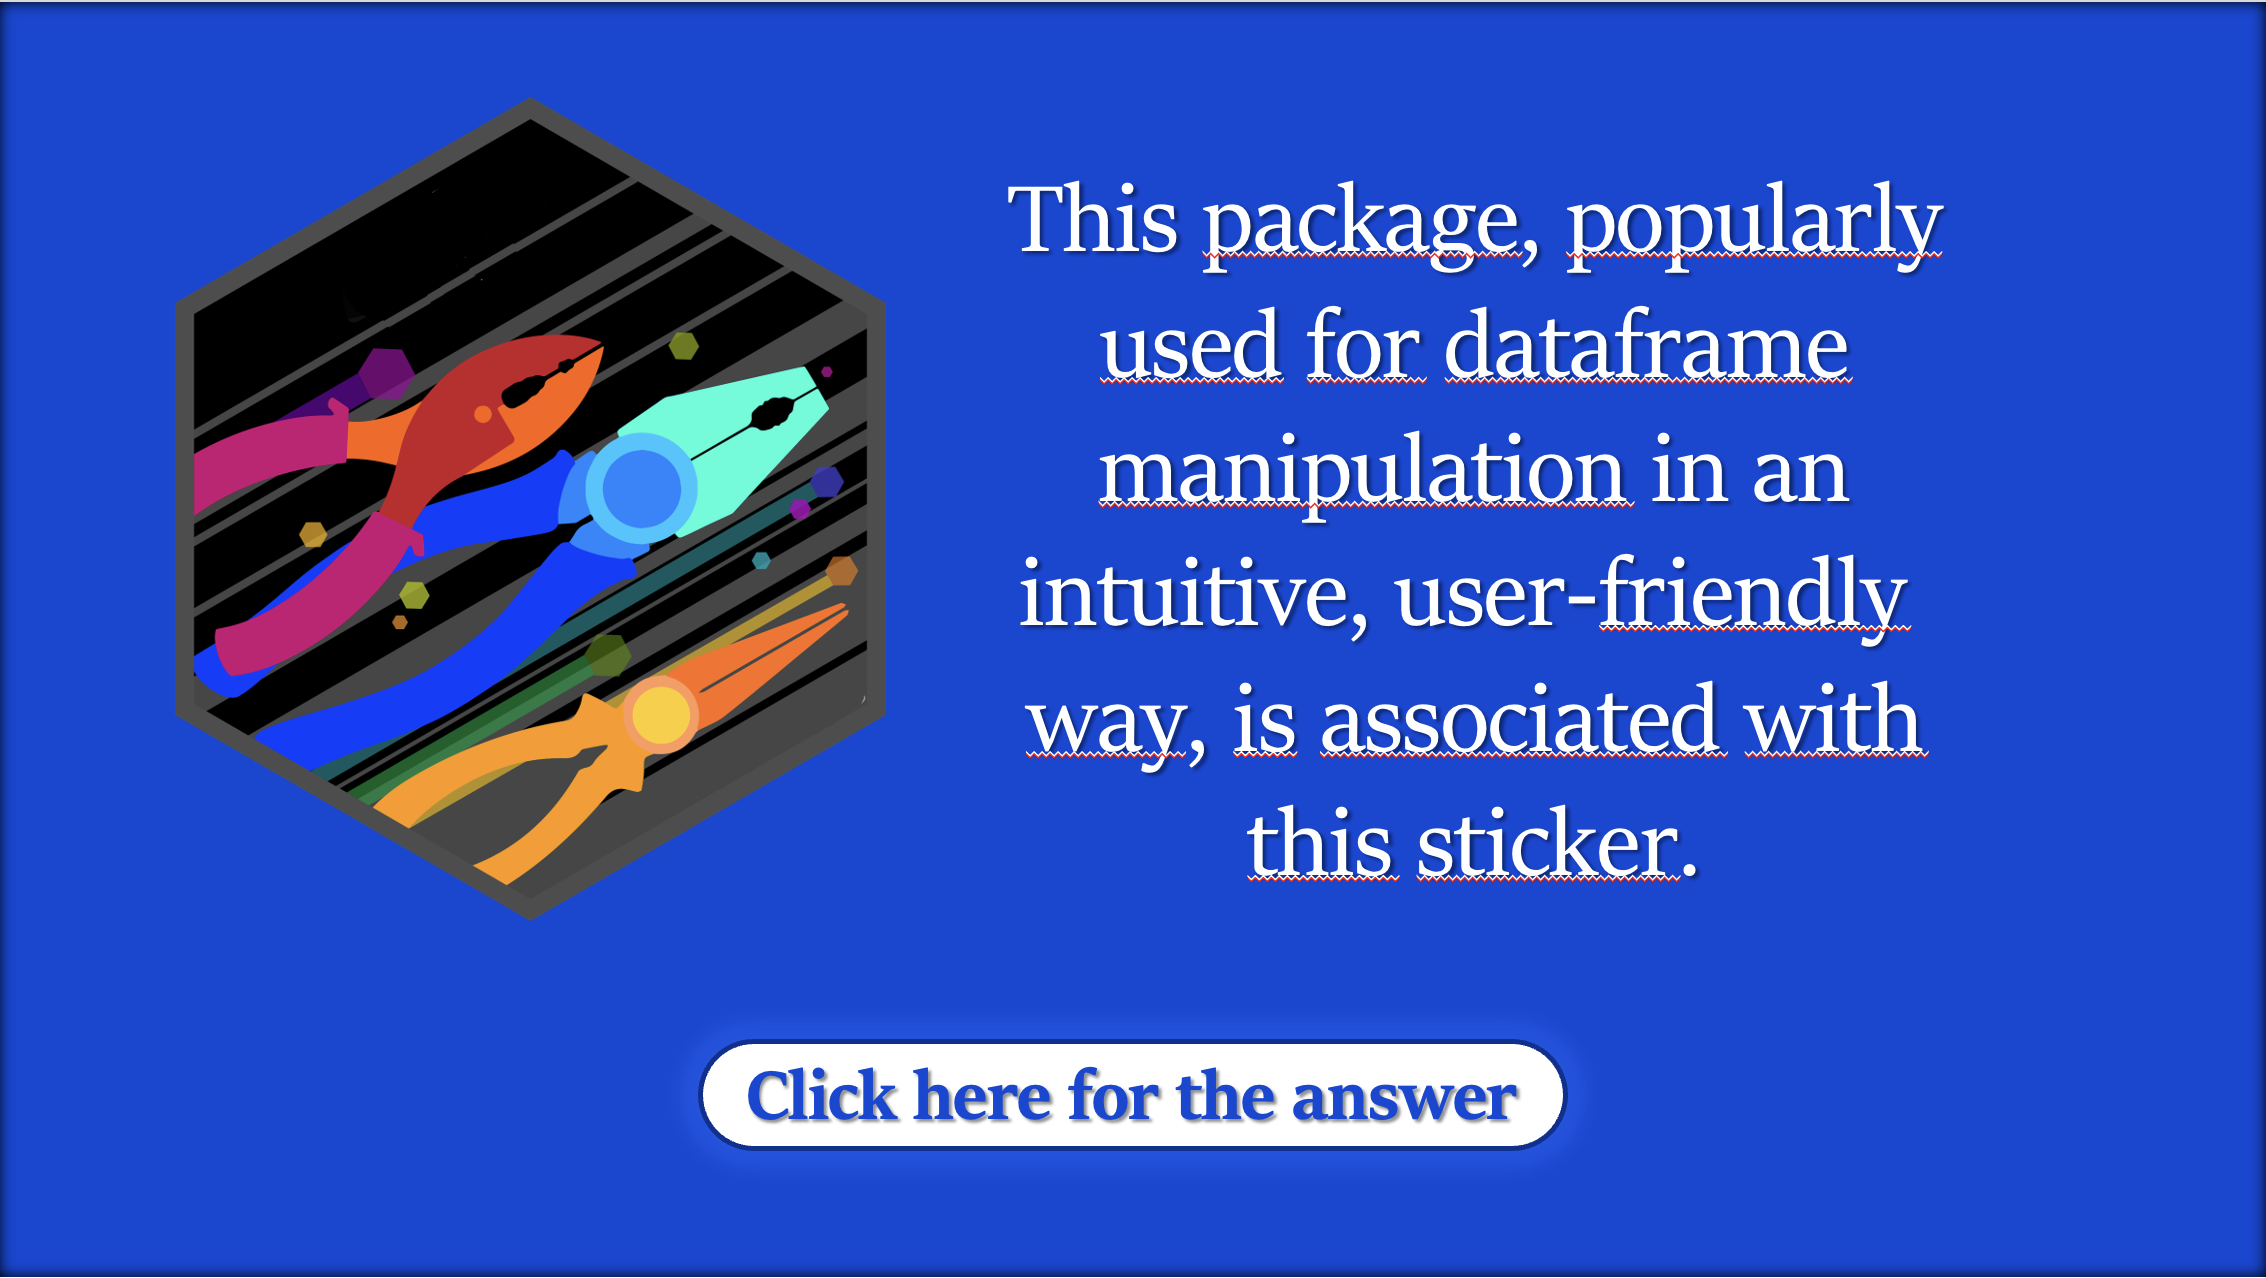 This package, popularly
used for dataframe
manipulation in an
intuitive, user-friendly
way, is associated with
this sticker.
Click here for the answer